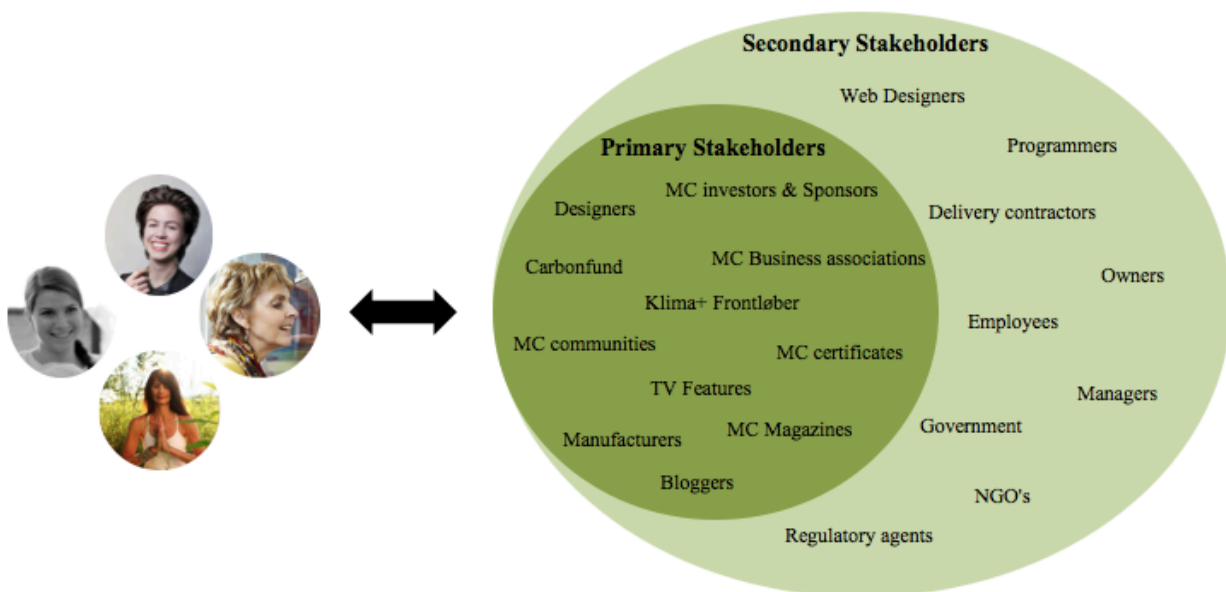 Secondary Stakeholders
Web Designers
Programmers
Primary Stakeholders
MC investors & Sponsors
Designers
Delivery contractors
MC Business associations
Carbonfund
Owners
Klima+ Frontløber
Employees
MC communities
MC certificates
TV Features
Managers
Government
MC Magazines
Manufacturers
Bloggers
NGO's
Regulatory agents